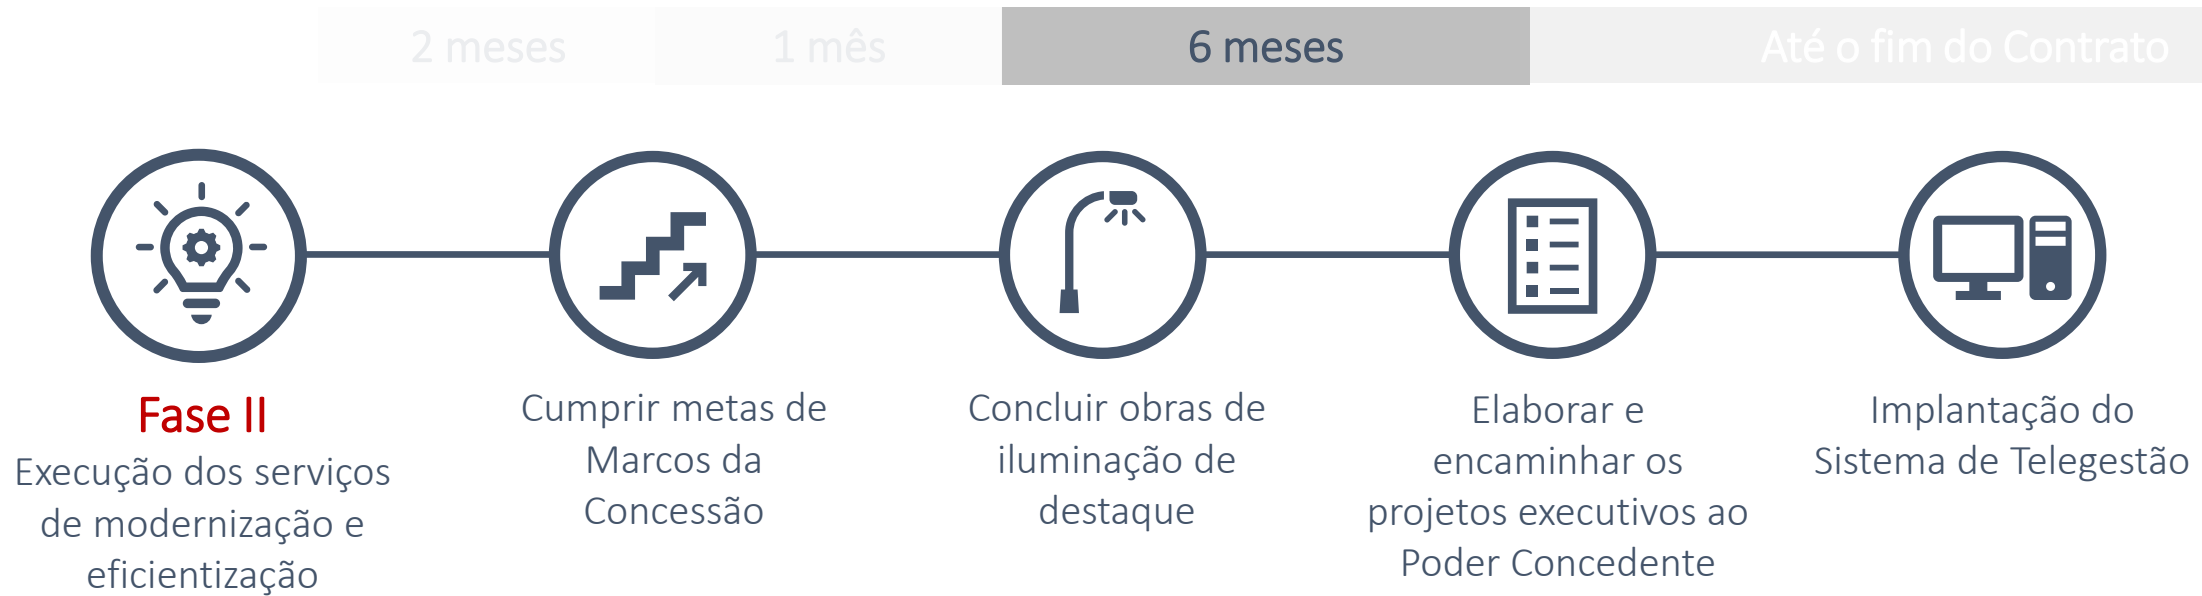 2 meses 1 mês 6 meses Até o fim do Contrato
Fase II
Execução dos serviços
de modernização e
eficientização
Cumprir metas de
Marcos da
Concessão
Concluir obras de
iluminação de
destaque
Elaborar e
encaminhar os
projetos executivos ao
Poder Concedente
Implantação do
Sistema de Telegestão